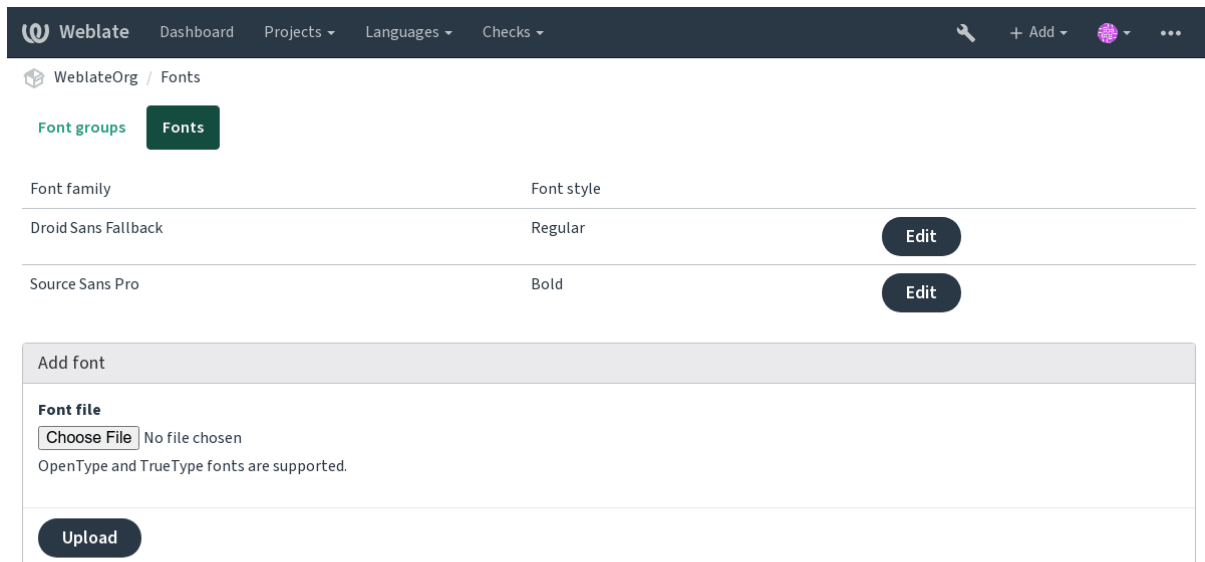 Weblate Dashboard Projects Languages Checks + Add
WeblateOrg / Fonts
Font groups Fonts
Font family Font style
Droid Sans Fallback Regular Edit
Source Sans Pro Bold Edit
Add font
Font file
Choose File No file chosen
OpenType and TrueType fonts are supported.
Upload